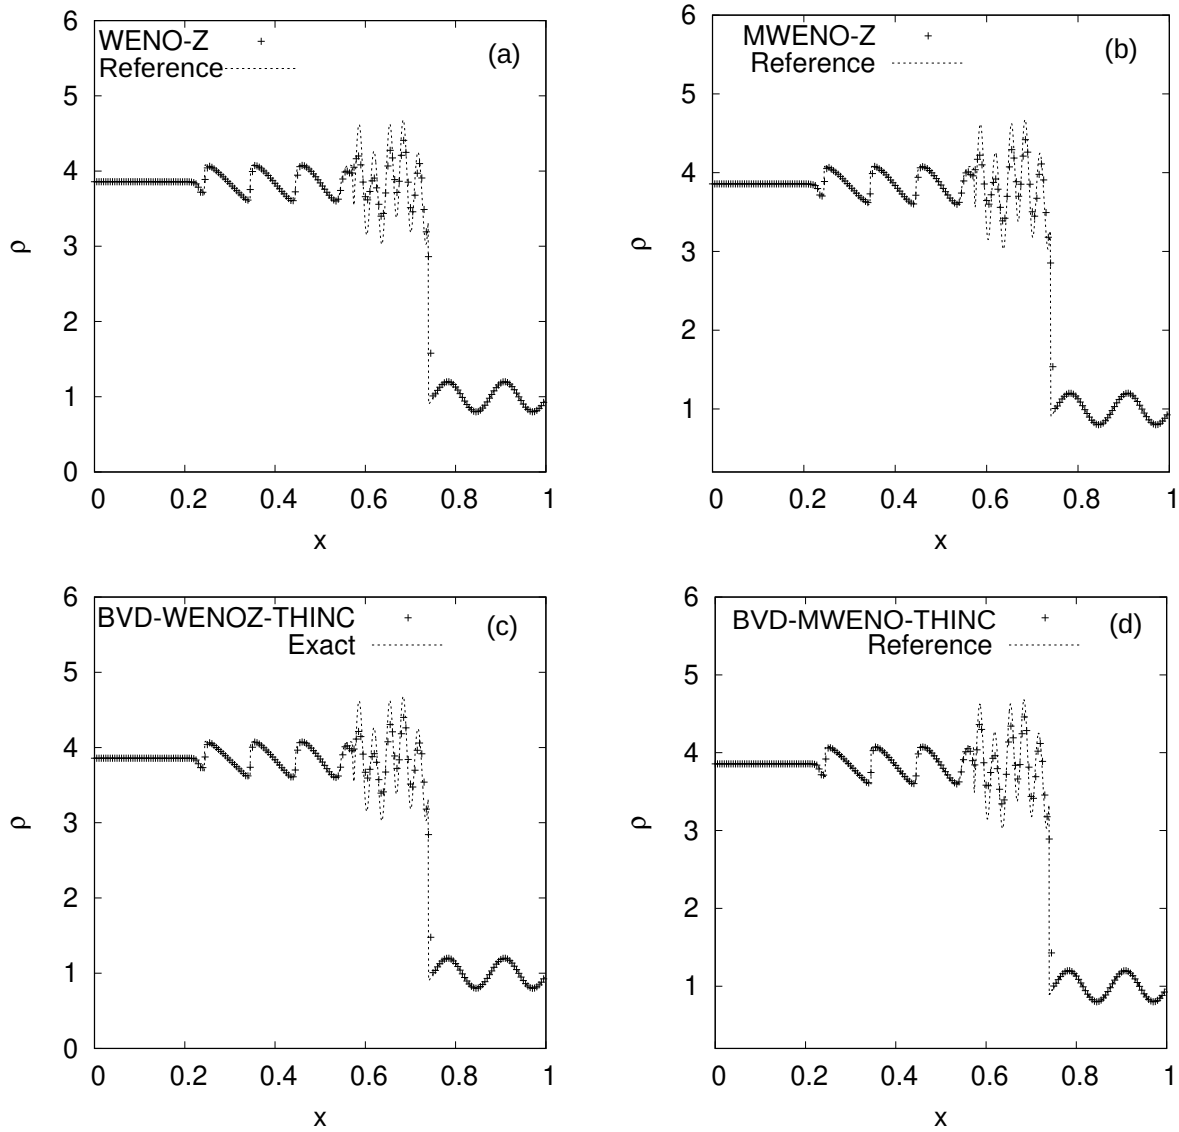 6
5
4
3
2
1
0
ρ
WENO-Z
Reference
(a)
0 0.2 0.4 0.6 0.8 1
x
6
5
4
3
2
1
ρ
MWENO-Z
Reference
(b)
0 0.2 0.4 0.6 0.8 1
x
6
5
4
3
2
1
0
ρ
BVD-WENOZ-THINC
Exact
(c)
0 0.2 0.4 0.6 0.8 1
x
6
5
4
3
2
1
ρ
BVD-MWENO-THINC
Reference
(d)
0 0.2 0.4 0.6 0.8 1
x